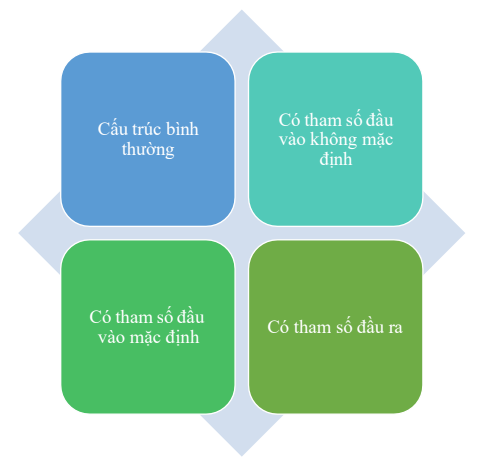 Cấu trúc bình
thường
Có tham số đầu
vào không mặc
định
Có tham số đầu
vào mặc định
Có tham số đầu ra